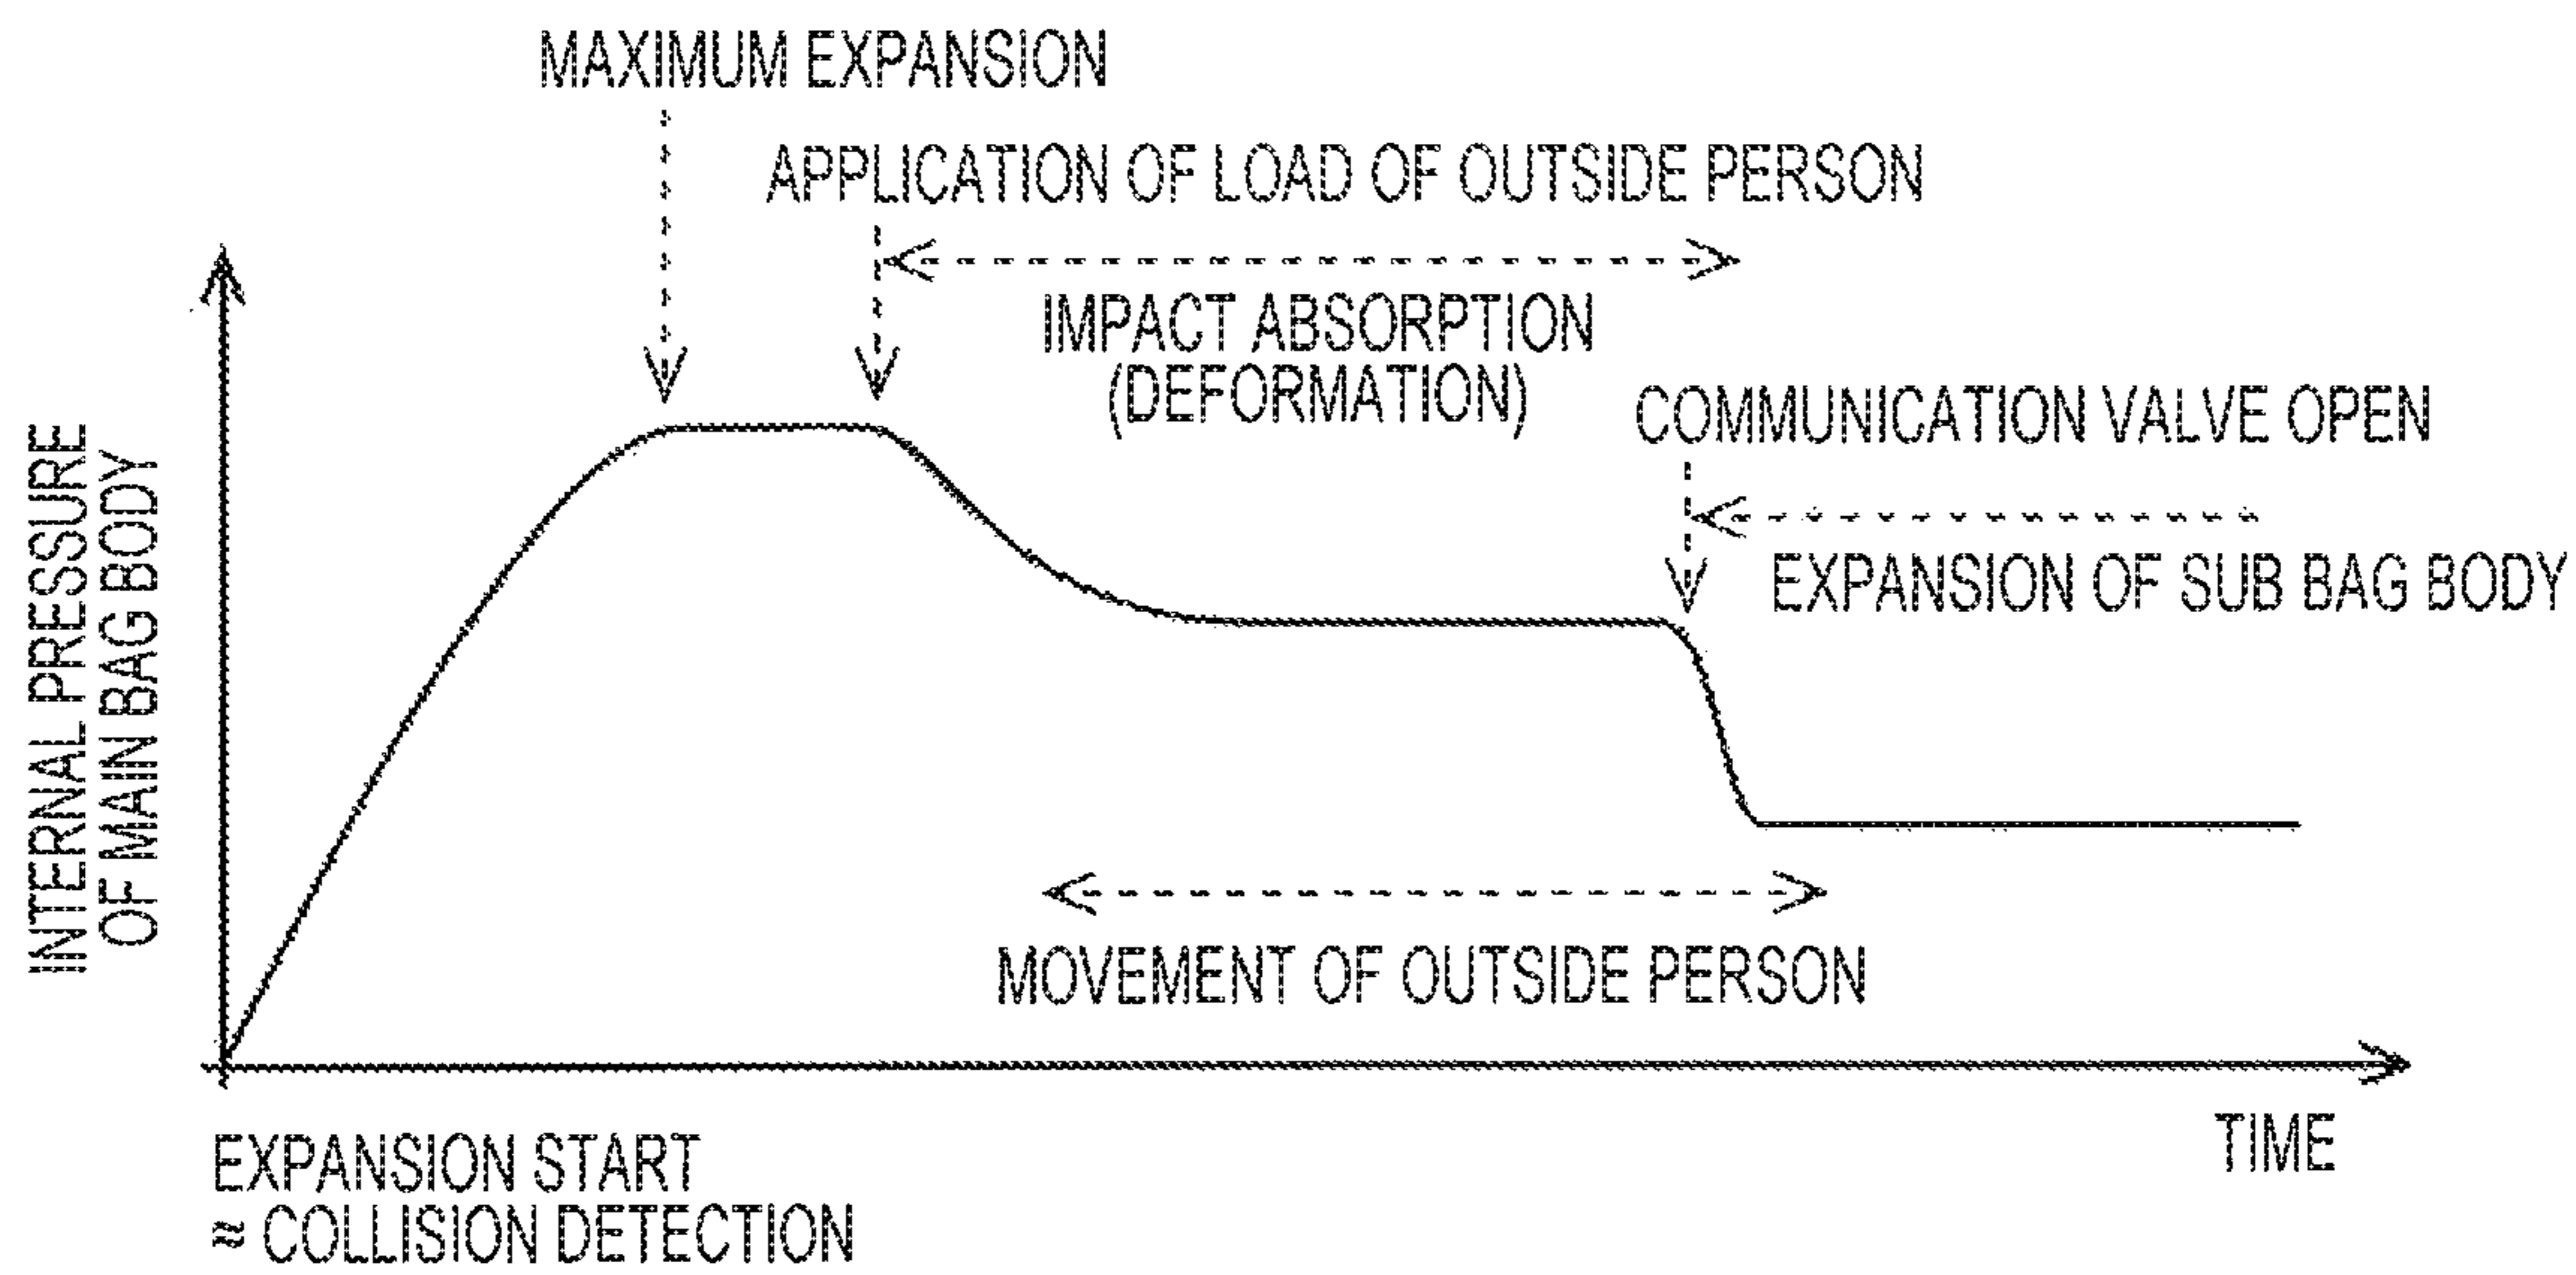 MAXIMUM EXPANSION
APPLICATION OF LOAD OF OUTSIDE PERSON
IMPACT ABSORPTION
(DEFORMATION)
COMMUNICATION VALVE OPEN
EXPANSION OF SUB BAG BODY
INTERNAL PRESSURE
OF MAIN BAG BODY
MOVEMENT OF OUTSIDE PERSON
TIME
EXPANSION START
≈ COLLISION DETECTION